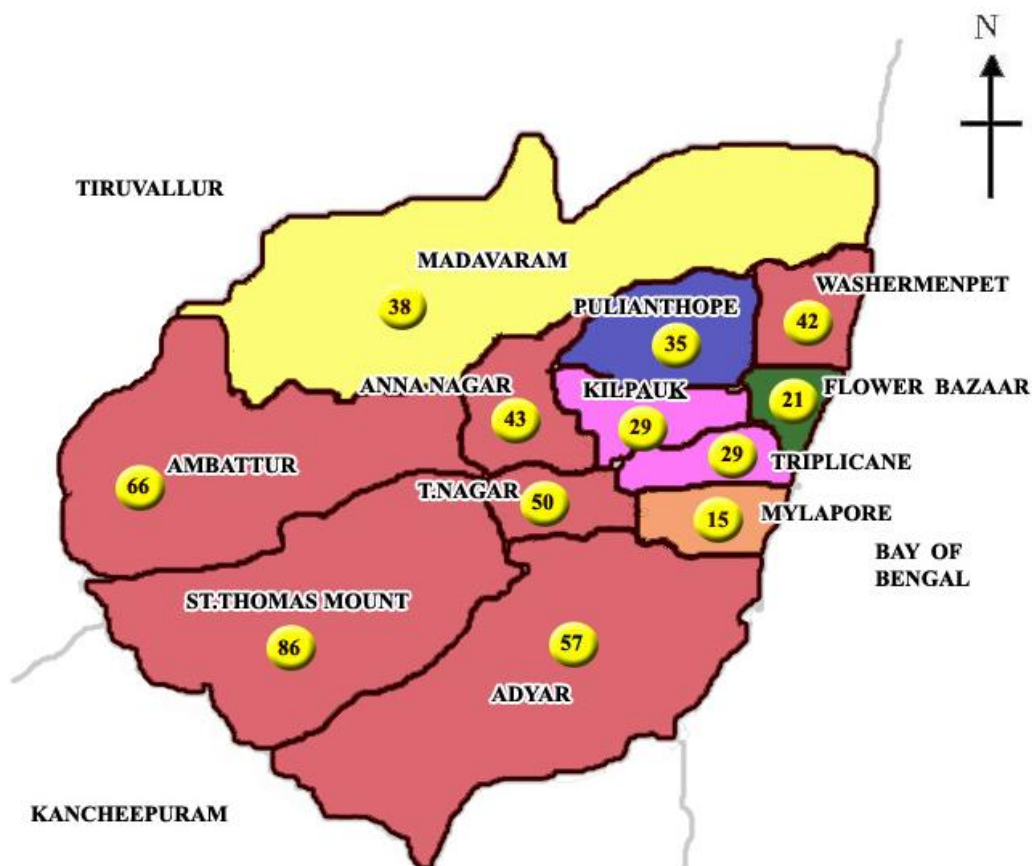 N
TIRUVALLUR
MADAVARAM
38
WASHERMENPET
42
PULIANTHOPE
35
ANNA NAGAR
43
KILPAUK
29
FLOWER BAZAAR
21
TRIPLICANE
29
AMBATTUR
66
T.NAGAR
50
MYLAPORE
15
BAY OF
BENGAL
ST.THOMAS MOUNT
86
57
ADYAR
KANCHEEPURAM